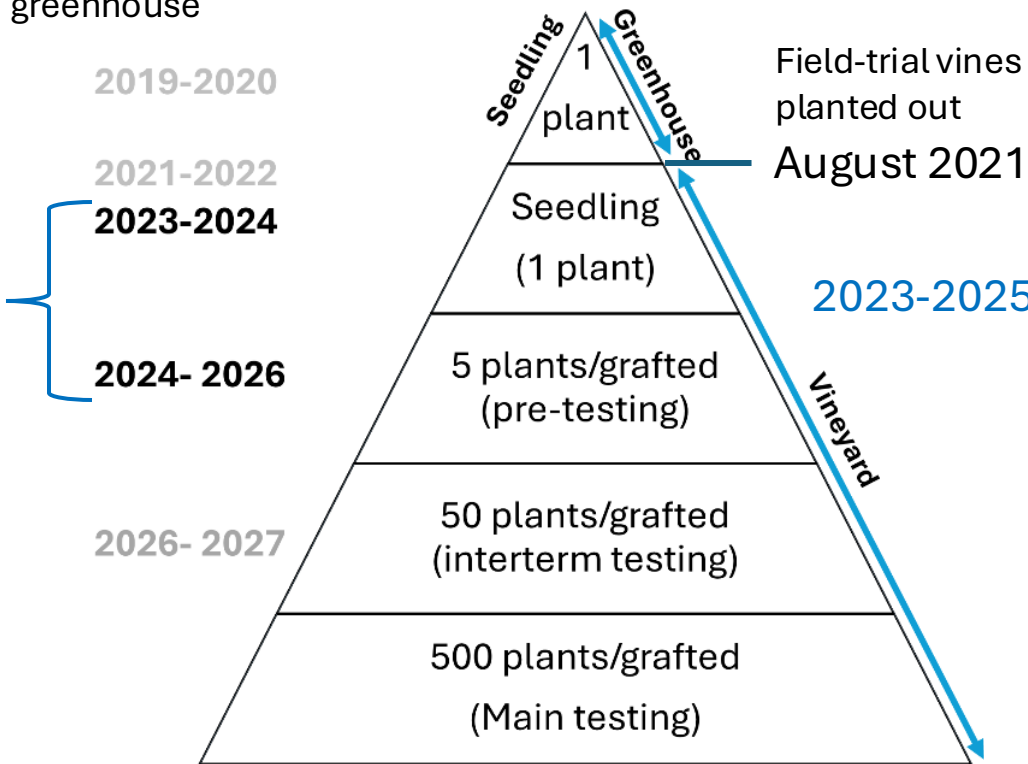 greenhouse
2019-2020
Seedling
1
plant
Greenhouse
Field-trial vines
planted out
August 2021
2021-2022
2023-2024
Seedling
(1 plant)
2023-2025
2024- 2026
5 plants/grafted
(pre-testing)
Vineyard
2026- 2027
50 plants/grafted
(interterm testing)
500 plants/grafted
(Main testing)